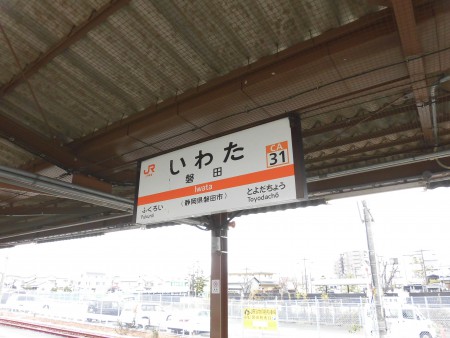 JR
いわた
磐田
Iwata
(静岡県磐田市)
CA
31
ふくろい
Fukuroi
とよだちょう
Toyodachō